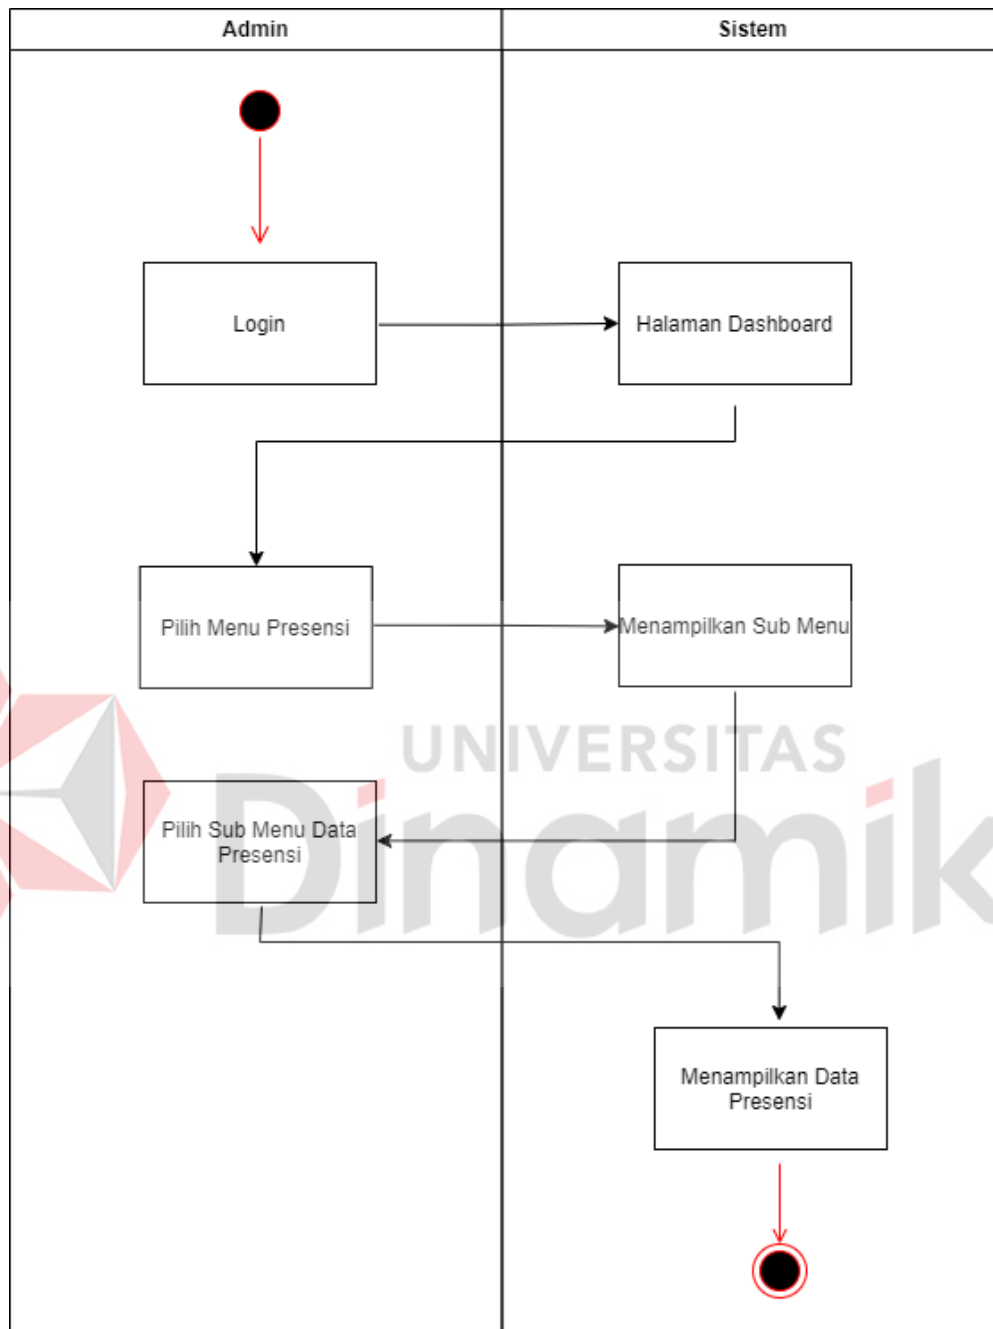 Admin
Sistem
Login
Halaman Dashboard
Pilih Menu Presensi
Menampilkan Sub Menu
UNIVERSITAS
Dinamik
Pilih Sub Menu Data
Presensi
Menampilkan Data
Presensi